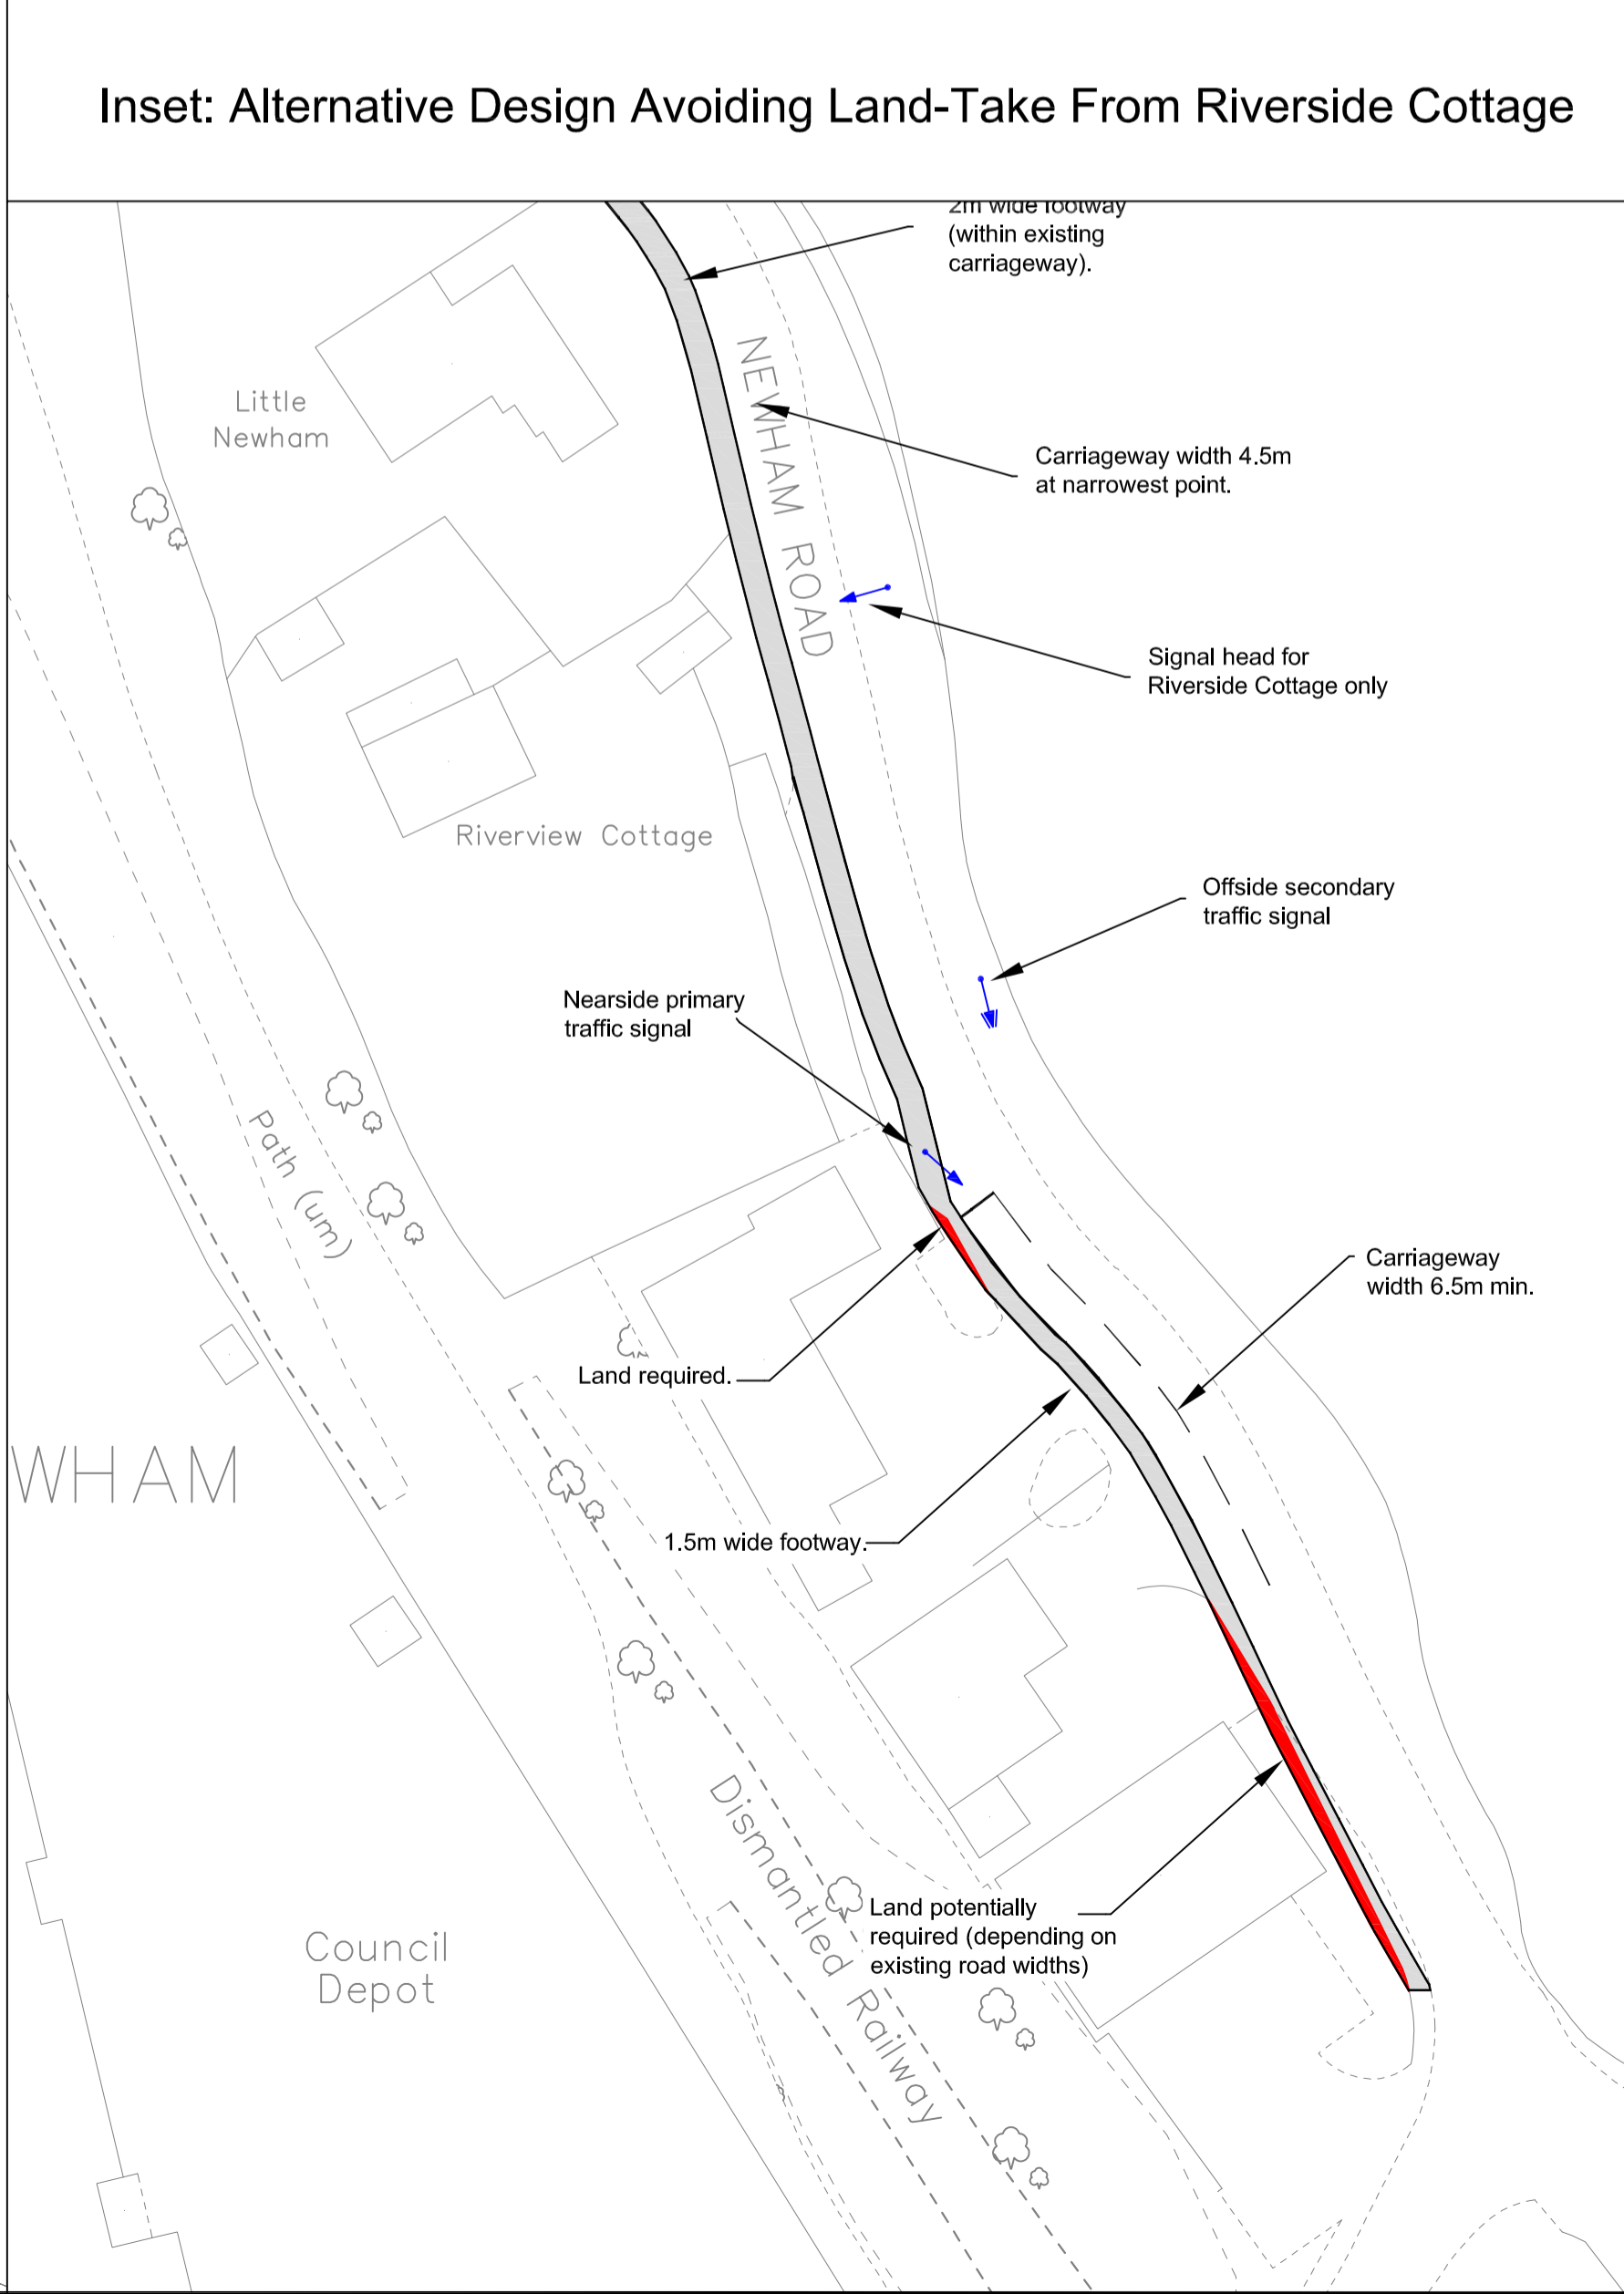 Inset: Alternative Design Avoiding Land-Take From Riverside Cottage
2m wide footway
(within existing
carriageway).
NEWHAM ROAD
Little
Newham
Carriageway width 4.5m
at narrowest point.
Signal head for
Riverside Cottage only
Riverview Cottage
Offside secondary
traffic signal
Nearside primary
traffic signal
Path (um)
Carriageway
width 6.5m min.
Land required.
WHAM
1.5m wide footway.
Dismantled Railway
Land potentially
required (depending on
existing road widths)
Council
Depot